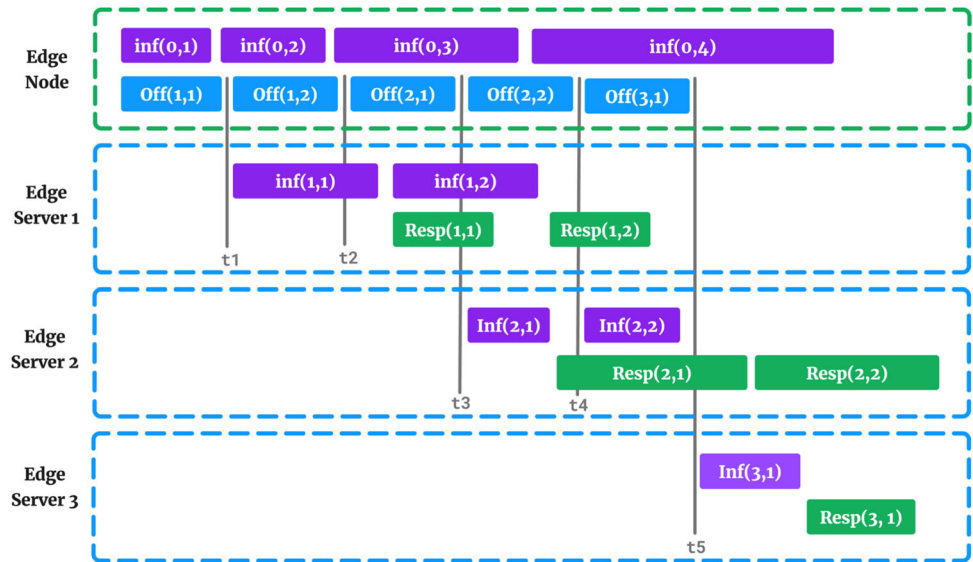 Edge
Node
inf(0,1)
inf(0,2)
inf(0,3)
inf(0,4)
Off(1,1)
Off(1,2)
Off(2,1)
Off(2,2)
Off(3,1)
Edge
Server 1
inf(1,1)
inf(1,2)
Resp(1,1)
Resp(1,2)
t1
t2
Edge
Server 2
Inf(2,1)
Inf(2,2)
Resp(2,1)
Resp(2,2)
t3
t4
Edge
Server 3
Inf(3,1)
Resp(3, 1)
t5